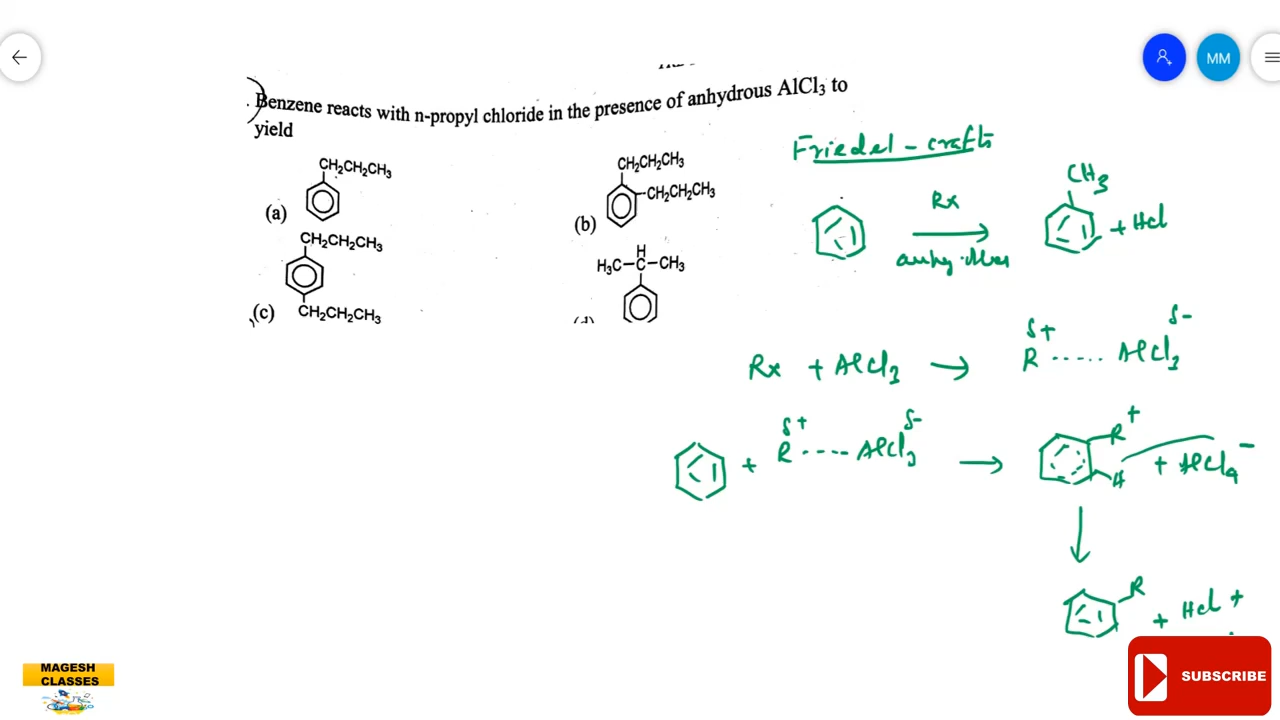 MM
Benzene reacts with n-propyl chloride in the presence of anhydrous AlCl3 to
yield
(a)
CH2CH2CH3
(b)
CH2CH2CH3
CH2CH2CH3
(c)
CH2CH2CH3
CH2CH2CH3
H
H3C-C-CH3
(d)
Friedel - crafts
Rx
CH3
+ Hcl
Rx + AlCl3 → R ..... AlCl3
δ+
δ-
+ R .... AlCl3 →
δ+
δ-
R +
H
+ AlCl4 -
R
+ Hcl +
MAGESH
CLASSES
SUBSCRIBE